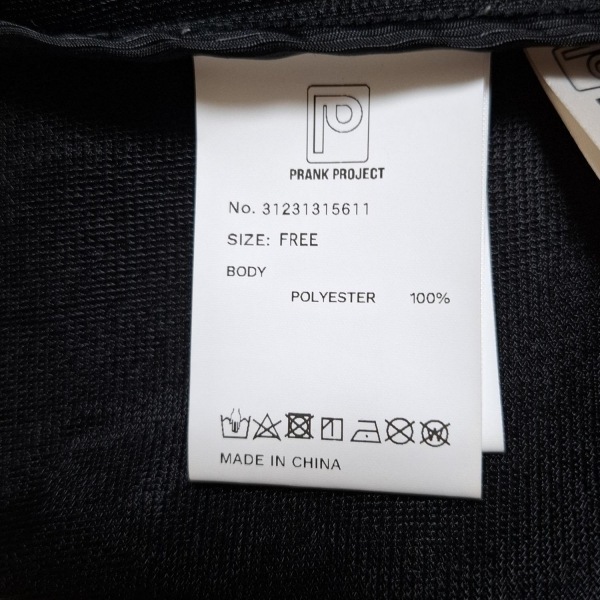 PRANK PROJECT
No. 31231315611
SIZE: FREE
BODY
POLYESTER 100%
MADE IN CHINA